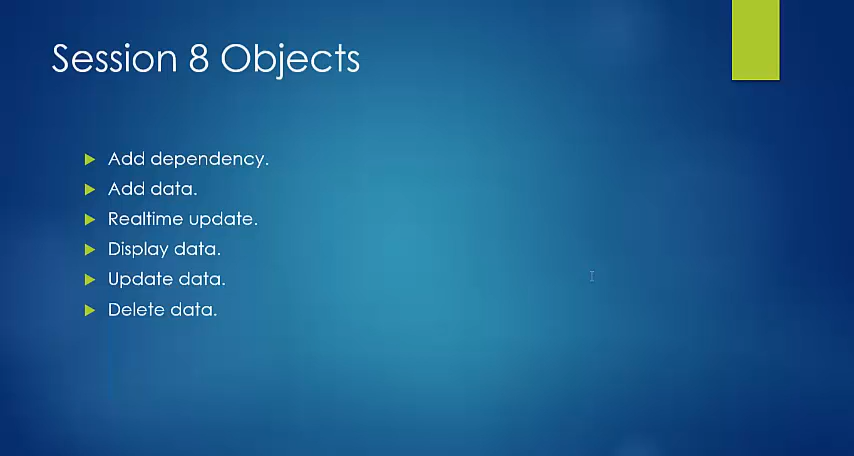 Session 8 Objects
Add dependency.
Add data.
Realtime update.
Display data.
Update data.
Delete data.